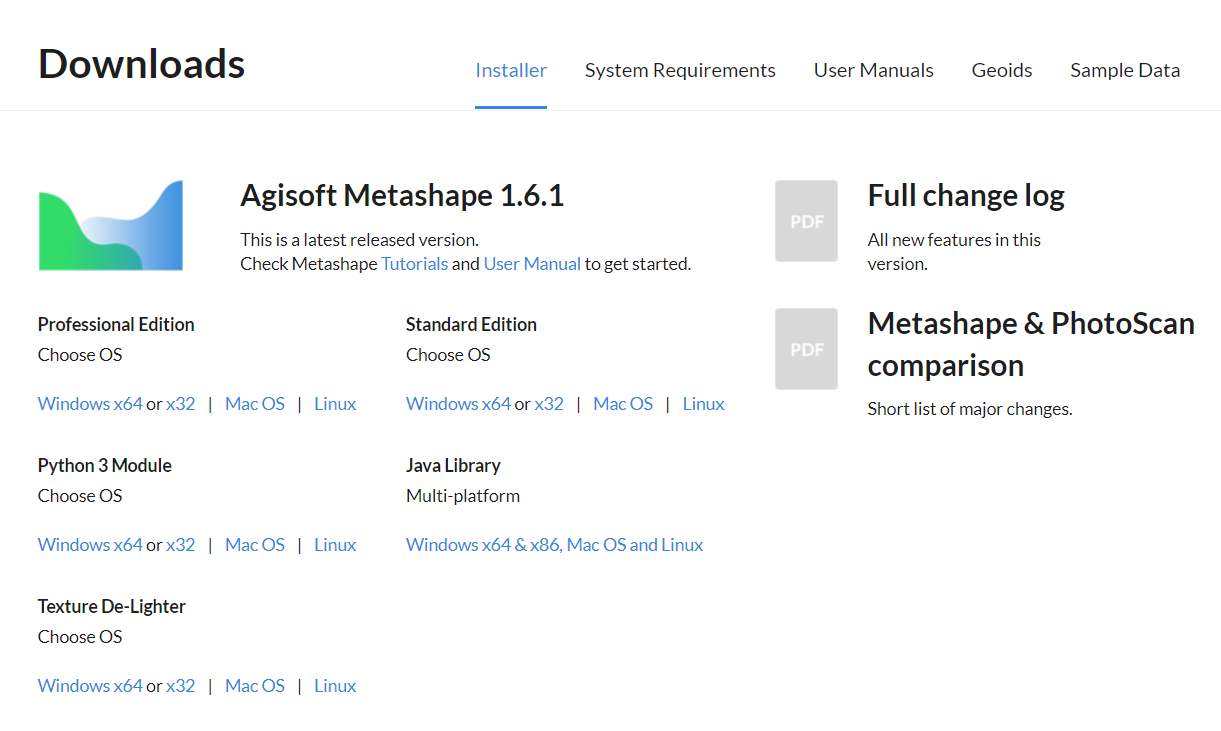 Downloads
Installer
System Requirements
User Manuals
Geoids
Sample Data
Agisoft Metashape 1.6.1
This is a latest released version.
Check Metashape Tutorials and User Manual to get started.
Professional Edition
Choose OS
Windows x64 or x32 | Mac OS | Linux
Standard Edition
Choose OS
Windows x64 or x32 | Mac OS | Linux
Python 3 Module
Choose OS
Windows x64 or x32 | Mac OS | Linux
Java Library
Multi-platform
Windows x64 & x86, Mac OS and Linux
Texture De-Lighter
Choose OS
Windows x64 or x32 | Mac OS | Linux
PDF
Full change log
All new features in this
version.
PDF
Metashape & PhotoScan
comparison
Short list of major changes.